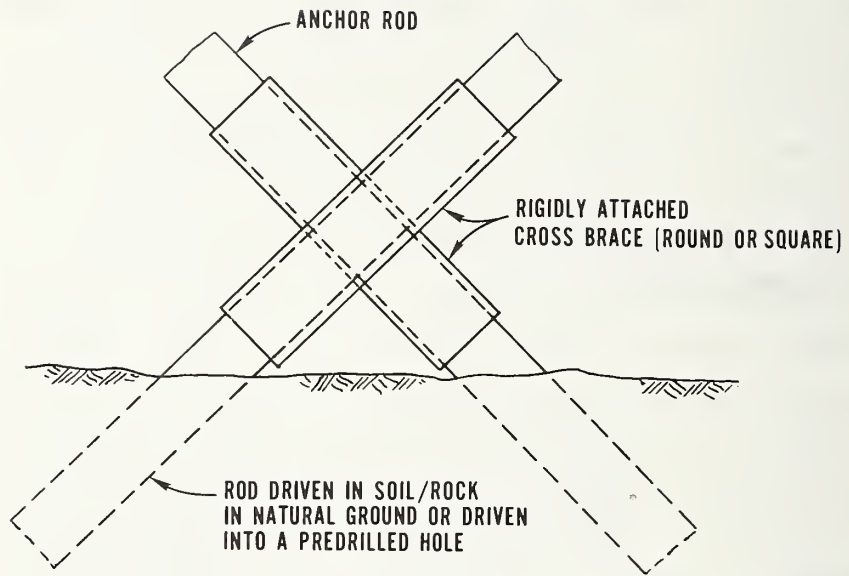 ANCHOR ROD
RIGIDLY ATTACHED
CROSS BRACE (ROUND OR SQUARE)
ROD DRIVEN IN SOIL/ROCK
IN NATURAL GROUND OR DRIVEN
INTO A PREDRILLED HOLE